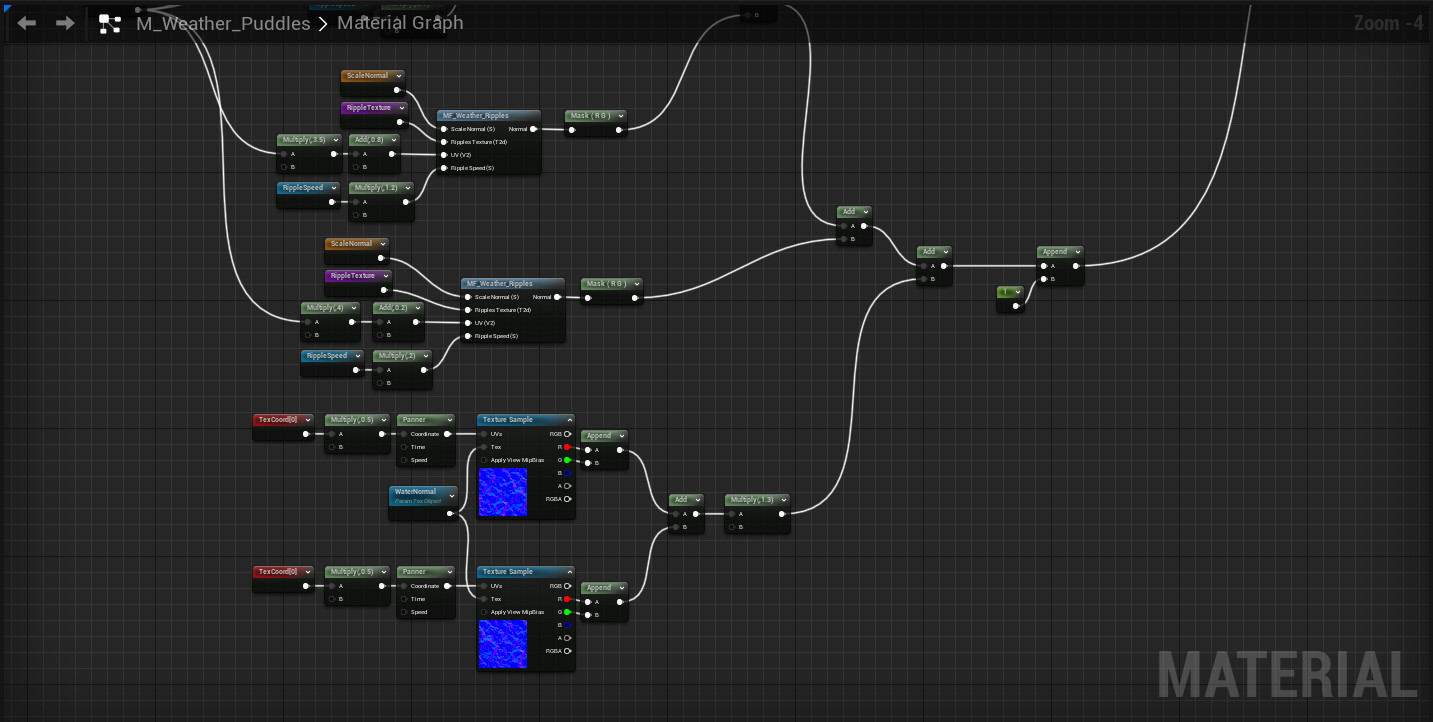 M_Weather_Puddles > Material Graph
Zoom -4
B
ScaleNormal
RippleTexture
MF_Weather_Ripples
Scale Normal (S) Normal
Ripples Texture (T2d)
UV (V2)
Ripple Speed (S)
Mask ( R G )
Multiply(,3.5)
A
B
Add(,0.8)
A
B
RippleSpeed
Multiply(,1.2)
A
B
Add
A
B
ScaleNormal
RippleTexture
MF_Weather_Ripples
Scale Normal (S) Normal
Ripples Texture (T2d)
UV (V2)
Ripple Speed (S)
Mask ( R G )
Add
A
B
Append
A
B
1
Multiply(,4)
A
B
Add(,0.2)
A
B
RippleSpeed
Multiply(,2)
A
B
TexCoord[0]
Multiply(,0.5)
A
B
Panner
Coordinate
Time
Speed
Texture Sample
UVs RGB
Tex R
Apply View MipBias G
B
A
RGBA
Append
A
B
WaterNormal
Param Tex Object
Add
A
B
Multiply(,1.3)
A
B
TexCoord[0]
Multiply(,0.5)
A
B
Panner
Coordinate
Time
Speed
Texture Sample
UVs RGB
Tex R
Apply View MipBias G
B
A
RGBA
Append
A
B
MATERIAL